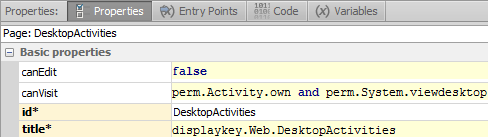 Properties: Properties Entry Points Code Variables
Page: DesktopActivities
Basic properties
canEdit false
canVisit perm.Activity.own and perm.System.viewdesktop
id* DesktopActivities
title* displaykey.Web.DesktopActivities